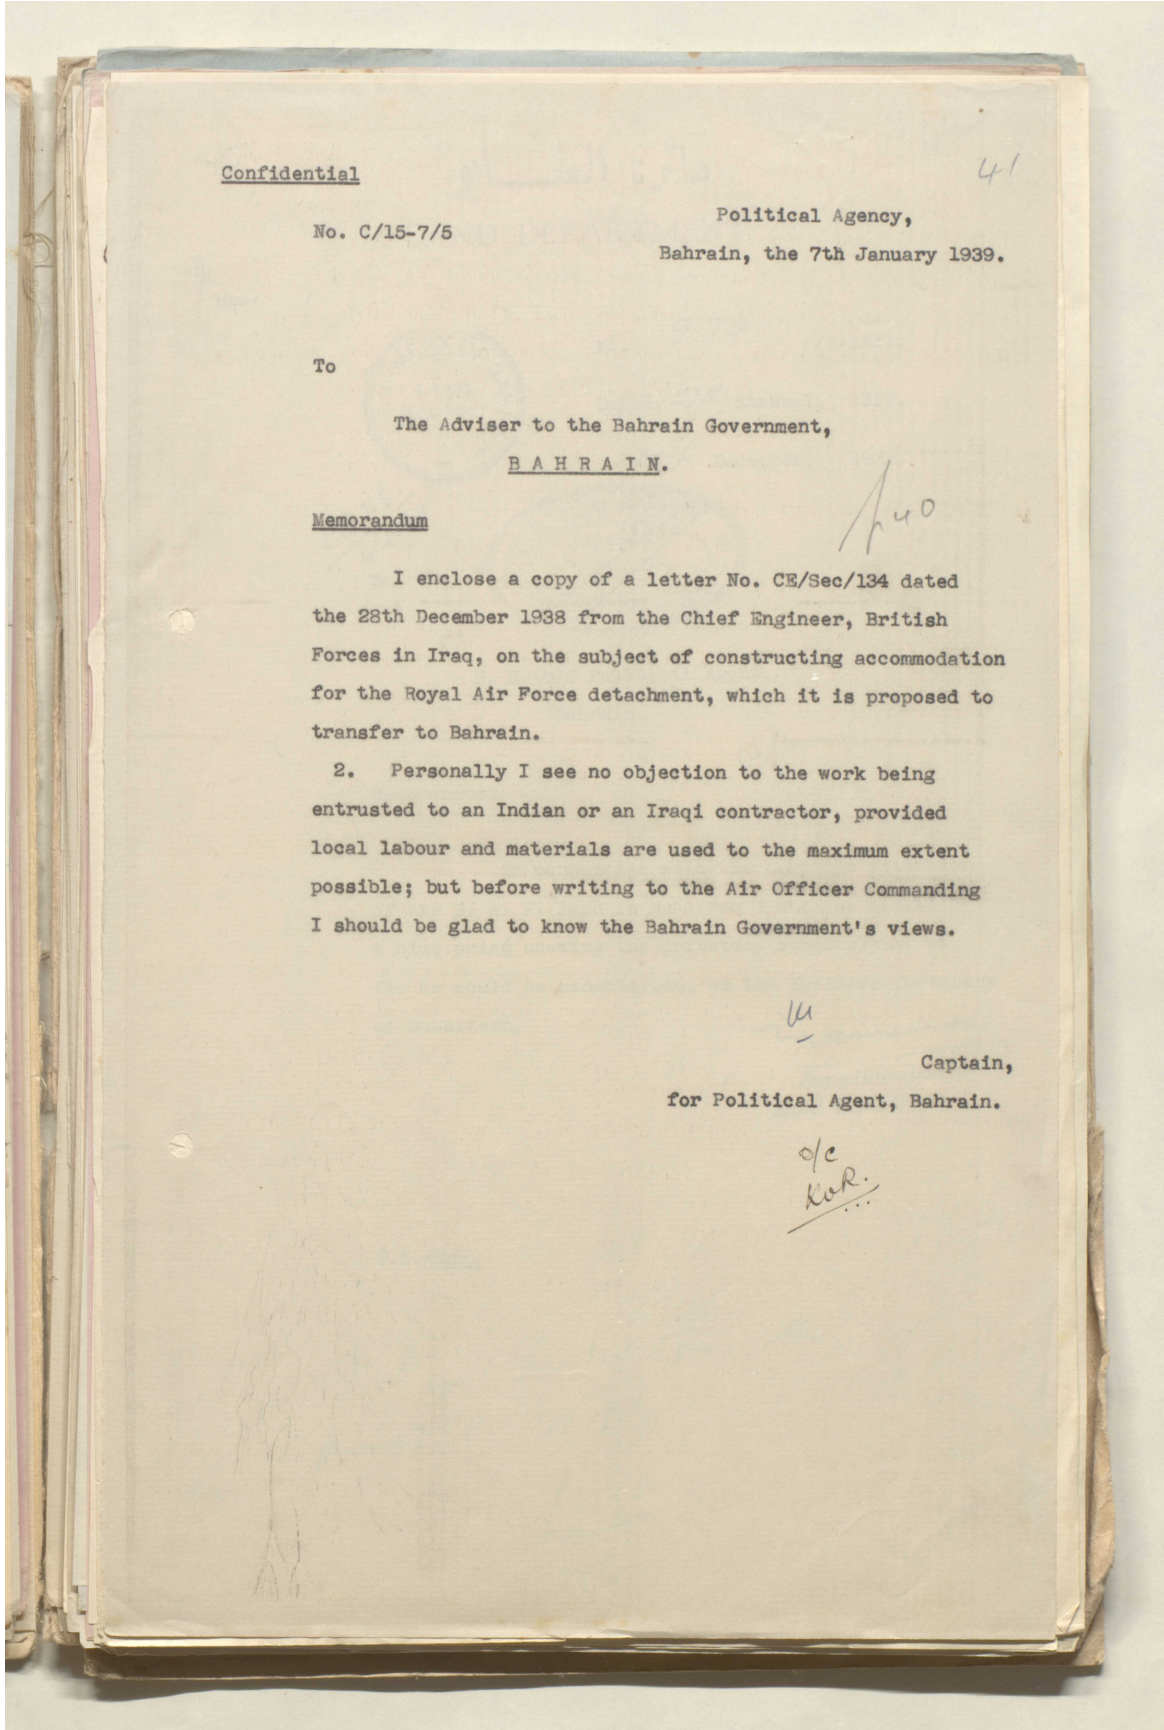 Confidential
41
Political Agency,
No. C/15-7/5
Bahrain, the 7th January 1939.
To
The Adviser to the Bahrain Government,
B A H R A I N.
Memorandum
p 40
I enclose a copy of a letter No. CE/Sec/134 dated
the 28th December 1938 from the Chief Engineer, British
Forces in Iraq, on the subject of constructing accommodation
for the Royal Air Force detachment, which it is proposed to
transfer to Bahrain.
2. Personally I see no objection to the work being
entrusted to an Indian or an Iraqi contractor, provided
local labour and materials are used to the maximum extent
possible; but before writing to the Air Officer Commanding
I should be glad to know the Bahrain Government's views.
Captain,
for Political Agent, Bahrain.
o/c